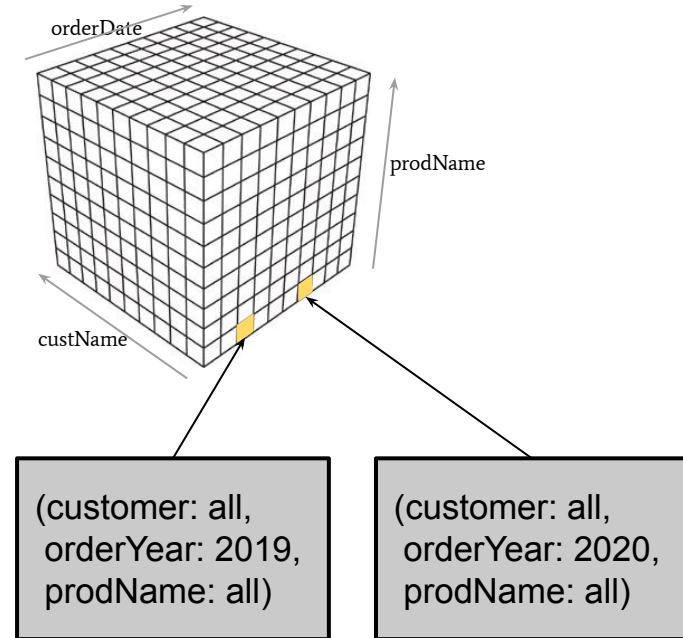 orderDate
prodName
custName
(customer: all,
orderYear: 2019,
prodName: all)
(customer: all,
orderYear: 2020,
prodName: all)